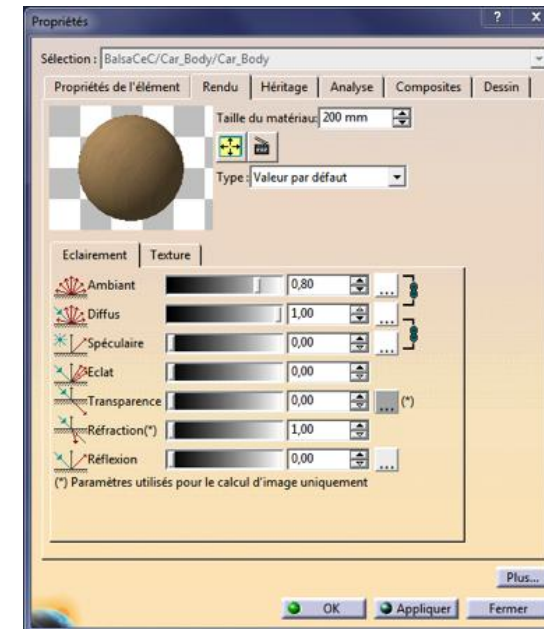 Propriétés
Sélection : BalsaCeC/Car_Body/Car_Body
Propriétés de l'élément Rendu Héritage Analyse Composites Dessin
Taille du matériau: 200 mm
Type : Valeur par défaut
Eclairement Texture
Ambiant 0,80 ...
Diffus 1,00 ...
Spéculaire 0,00 ...
Eclat 0,00
Transparence 0,00 ... (*)
Réfraction(*) 1,00
Réflexion 0,00 ...
(*) Paramètres utilisés pour le calcul d'image uniquement
Plus...
OK Appliquer Fermer